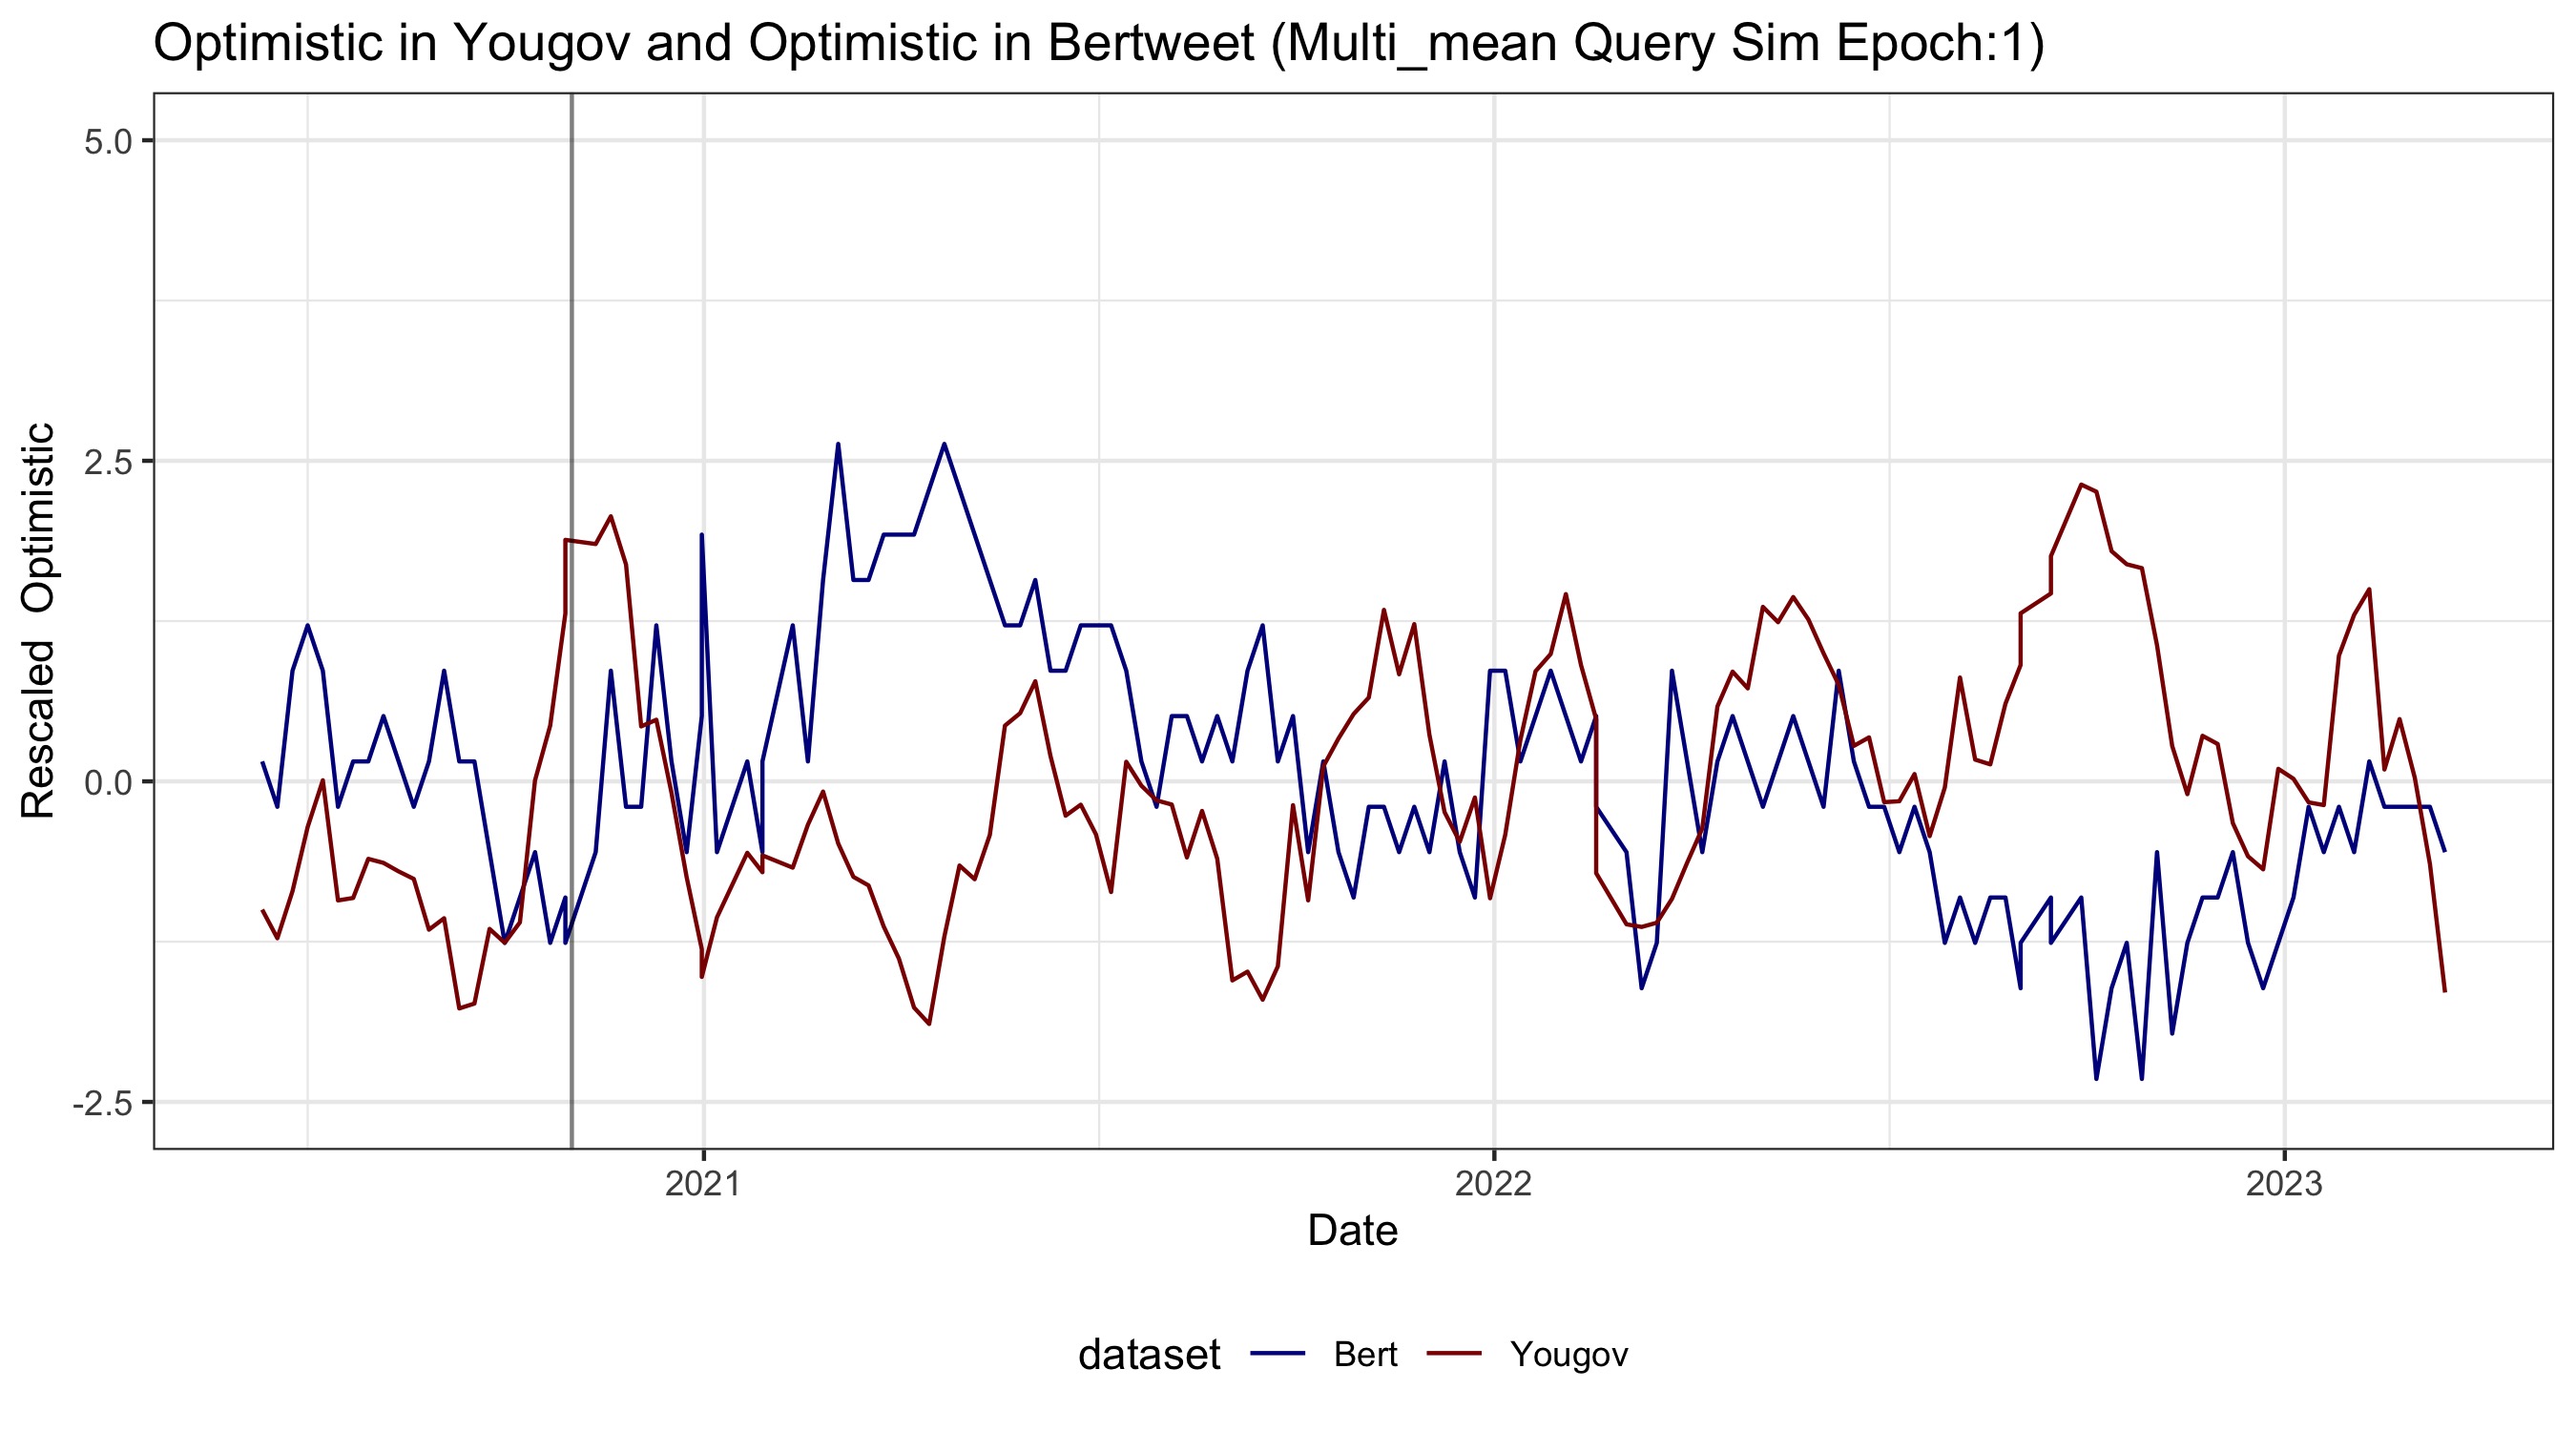 Optimistic in Yougov and Optimistic in Bertweet (Multi_mean Query Sim Epoch:1)
5.0
2.5
0.0
-2.5
Rescaled Optimistic
2021 2022 2023
Date
dataset Bert Yougov